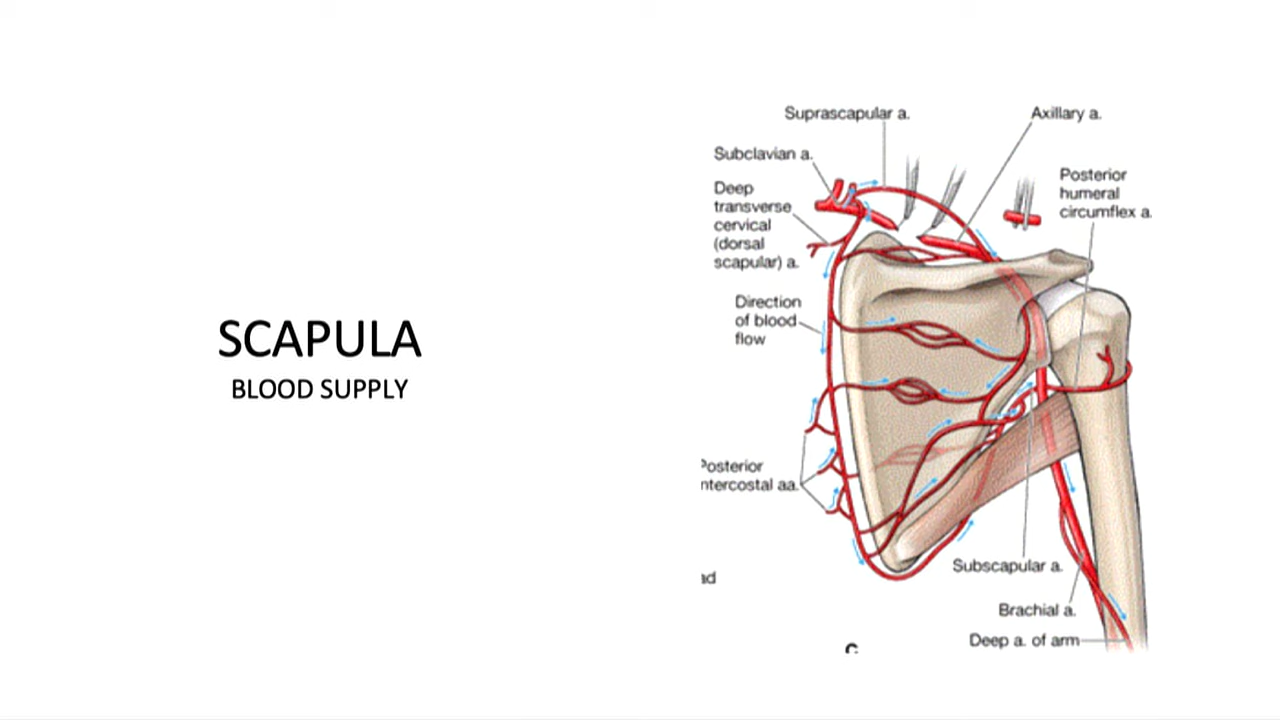 SCAPULA
BLOOD SUPPLY
Suprascapular a.
Axillary a.
Subclavian a.
Posterior
humeral
circumflex a.
Deep
transverse
cervical
(dorsal
scapular) a.
Direction
of blood
flow
Posterior
ntercostal aa.
Subscapular a.
ad
Brachial a.
Deep a. of arm
C